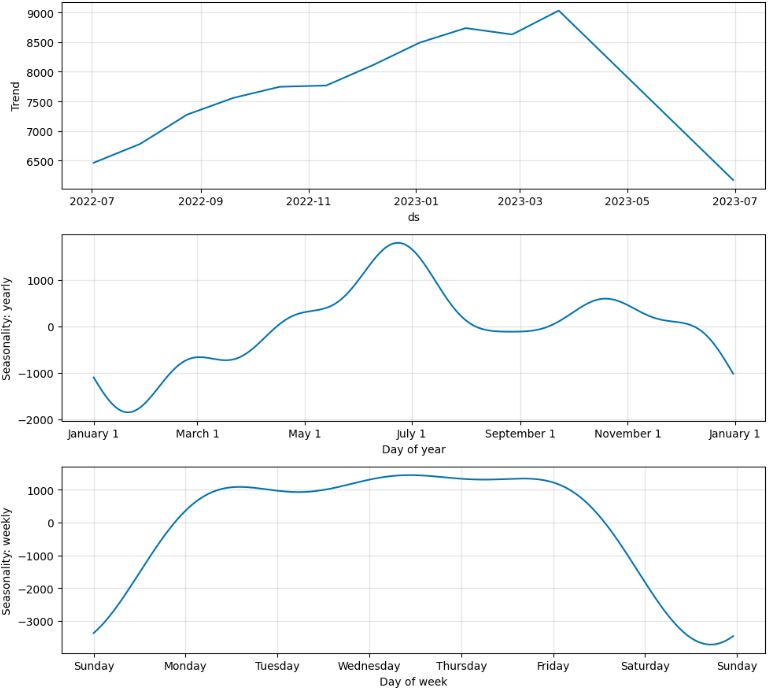 9000
8500
8000
7500
7000
6500
Trend
2022-07 2022-09 2022-11 2023-01 2023-03 2023-05 2023-07
ds
1000
0
−1000
−2000
Seasonality: yearly
January 1 March 1 May 1 July 1 September 1 November 1 January 1
Day of year
1000
0
−1000
−2000
−3000
Seasonality: weekly
Sunday Monday Tuesday Wednesday Thursday Friday Saturday Sunday
Day of week